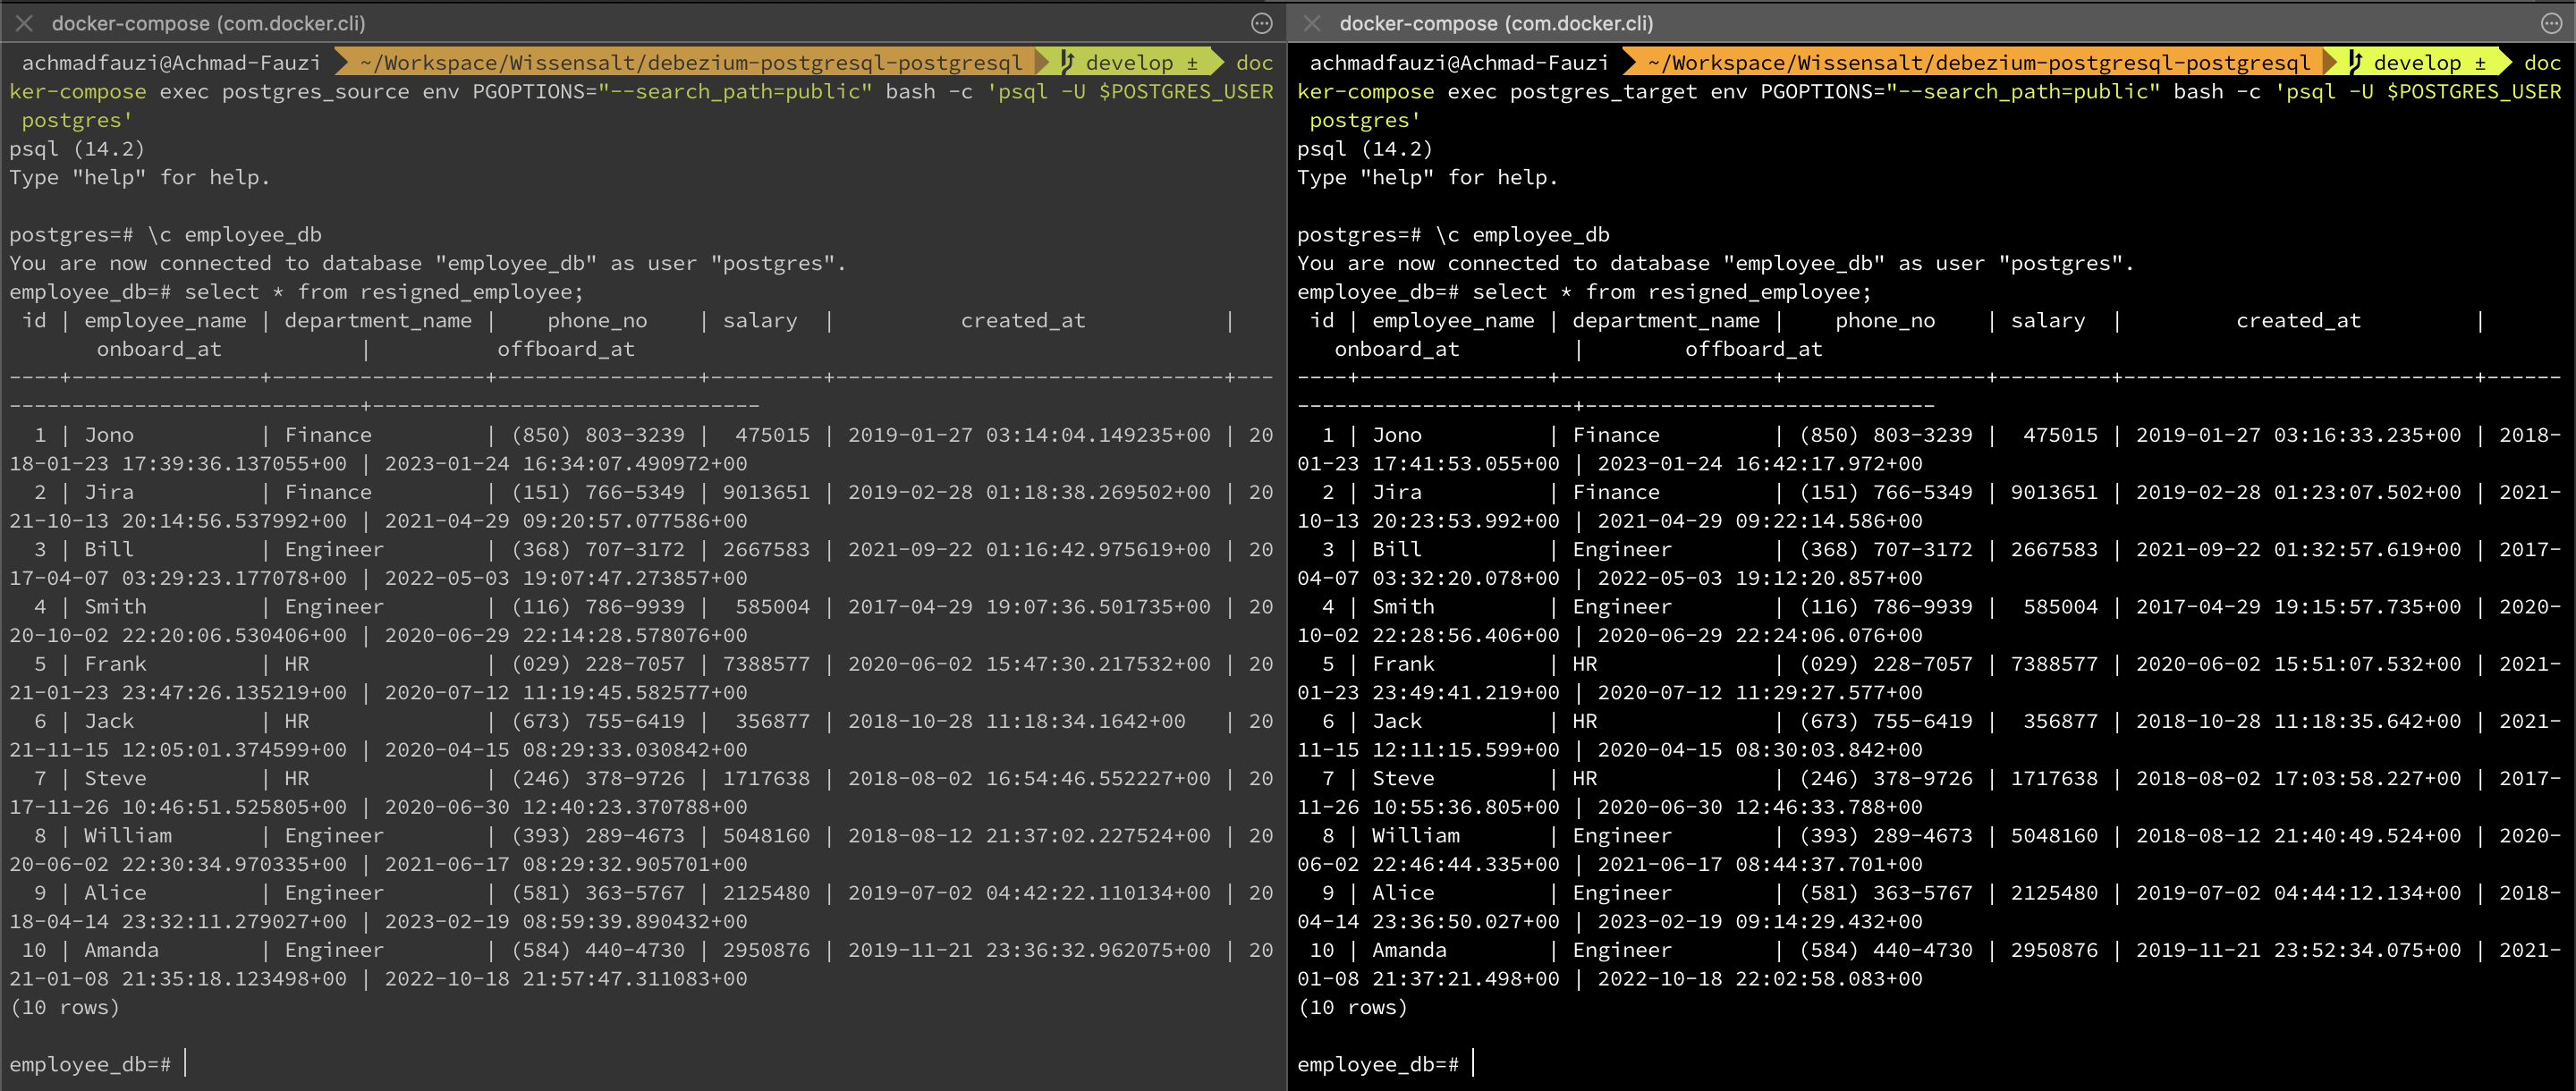 docker-compose (com.docker.cli)
achmadfauzi@Achmad-Fauzi ~/Workspace/Wissensalt/debezium-postgresql-postgresql develop ± doc
ker-compose exec postgres_source env PGOPTIONS="--search_path=public" bash -c 'psql -U $POSTGRES_USER
postgres'
psql (14.2)
Type "help" for help.
postgres=# \c employee_db
You are now connected to database "employee_db" as user "postgres".
employee_db=# select * from resigned_employee;
id | employee_name | department_name | phone_no | salary | created_at |
onboard_at | offboard_at
----+----------------+-----------------+----------------+---------+-------------------------------+---
----------------------------+-------------------------------
1 | Jono | Finance | (850) 803-3239 | 475015 | 2019-01-27 03:14:04.149235+00 | 20
18-01-23 17:39:36.137055+00 | 2023-01-24 16:34:07.490972+00
2 | Jira | Finance | (151) 766-5349 | 9013651 | 2019-02-28 01:18:38.269502+00 | 20
21-10-13 20:14:56.537992+00 | 2021-04-29 09:20:57.077586+00
3 | Bill | Engineer | (368) 707-3172 | 2667583 | 2021-09-22 01:16:42.975619+00 | 20
17-04-07 03:29:23.177078+00 | 2022-05-03 19:07:47.273857+00
4 | Smith | Engineer | (116) 786-9939 | 585004 | 2017-04-29 19:07:36.501735+00 | 20
20-10-02 22:20:06.530406+00 | 2020-06-29 22:14:28.578076+00
5 | Frank | HR | (029) 228-7057 | 7388577 | 2020-06-02 15:47:30.217532+00 | 20
21-01-23 23:47:26.135219+00 | 2020-07-12 11:19:45.582577+00
6 | Jack | HR | (673) 755-6419 | 356877 | 2018-10-28 11:18:34.1642+00 | 20
21-11-15 12:05:01.374599+00 | 2020-04-15 08:29:33.030842+00
7 | Steve | HR | (246) 378-9726 | 1717638 | 2018-08-02 16:54:46.552227+00 | 20
17-11-26 10:46:51.525805+00 | 2020-06-30 12:40:23.370788+00
8 | William | Engineer | (393) 289-4673 | 5048160 | 2018-08-12 21:37:02.227524+00 | 20
20-06-02 22:30:34.970335+00 | 2021-06-17 08:29:32.905701+00
9 | Alice | Engineer | (581) 363-5767 | 2125480 | 2019-07-02 04:42:22.110134+00 | 20
18-04-14 23:32:11.279027+00 | 2023-02-19 08:59:39.890432+00
10 | Amanda | Engineer | (584) 440-4730 | 2950876 | 2019-11-21 23:36:32.962075+00 | 20
21-01-08 21:35:18.123498+00 | 2022-10-18 21:57:47.311083+00
(10 rows)
employee_db=#
docker-compose (com.docker.cli)
achmadfauzi@Achmad-Fauzi ~/Workspace/Wissensalt/debezium-postgresql-postgresql develop ± doc
ker-compose exec postgres_target env PGOPTIONS="--search_path=public" bash -c 'psql -U $POSTGRES_USER
postgres'
psql (14.2)
Type "help" for help.
postgres=# \c employee_db
You are now connected to database "employee_db" as user "postgres".
employee_db=# select * from resigned_employee;
id | employee_name | department_name | phone_no | salary | created_at |
onboard_at | offboard_at
----+---------------+-----------------+----------------+---------+----------------------------+------
----------------------+----------------------------
1 | Jono | Finance | (850) 803-3239 | 475015 | 2019-01-27 03:16:33.235+00 | 2018-
01-23 17:41:53.055+00 | 2023-01-24 16:42:17.972+00
2 | Jira | Finance | (151) 766-5349 | 9013651 | 2019-02-28 01:23:07.502+00 | 2021-
10-13 20:23:53.992+00 | 2021-04-29 09:22:14.586+00
3 | Bill | Engineer | (368) 707-3172 | 2667583 | 2021-09-22 01:32:57.619+00 | 2017-
04-07 03:32:20.078+00 | 2022-05-03 19:12:20.857+00
4 | Smith | Engineer | (116) 786-9939 | 585004 | 2017-04-29 19:15:57.735+00 | 2020-
10-02 22:28:56.406+00 | 2020-06-29 22:24:06.076+00
5 | Frank | HR | (029) 228-7057 | 7388577 | 2020-06-02 15:51:07.532+00 | 2021-
01-23 23:49:41.219+00 | 2020-07-12 11:29:27.577+00
6 | Jack | HR | (673) 755-6419 | 356877 | 2018-10-28 11:18:35.642+00 | 2021-
11-15 12:11:15.599+00 | 2020-04-15 08:30:03.842+00
7 | Steve | HR | (246) 378-9726 | 1717638 | 2018-08-02 17:03:58.227+00 | 2017-
11-26 10:55:36.805+00 | 2020-06-30 12:46:33.788+00
8 | William | Engineer | (393) 289-4673 | 5048160 | 2018-08-12 21:40:49.524+00 | 2020-
06-02 22:46:44.335+00 | 2021-06-17 08:44:37.701+00
9 | Alice | Engineer | (581) 363-5767 | 2125480 | 2019-07-02 04:44:12.134+00 | 2018-
04-14 23:36:50.027+00 | 2023-02-19 09:14:29.432+00
10 | Amanda | Engineer | (584) 440-4730 | 2950876 | 2019-11-21 23:52:34.075+00 | 2021-
01-08 21:37:21.498+00 | 2022-10-18 22:02:58.083+00
(10 rows)
employee_db=#